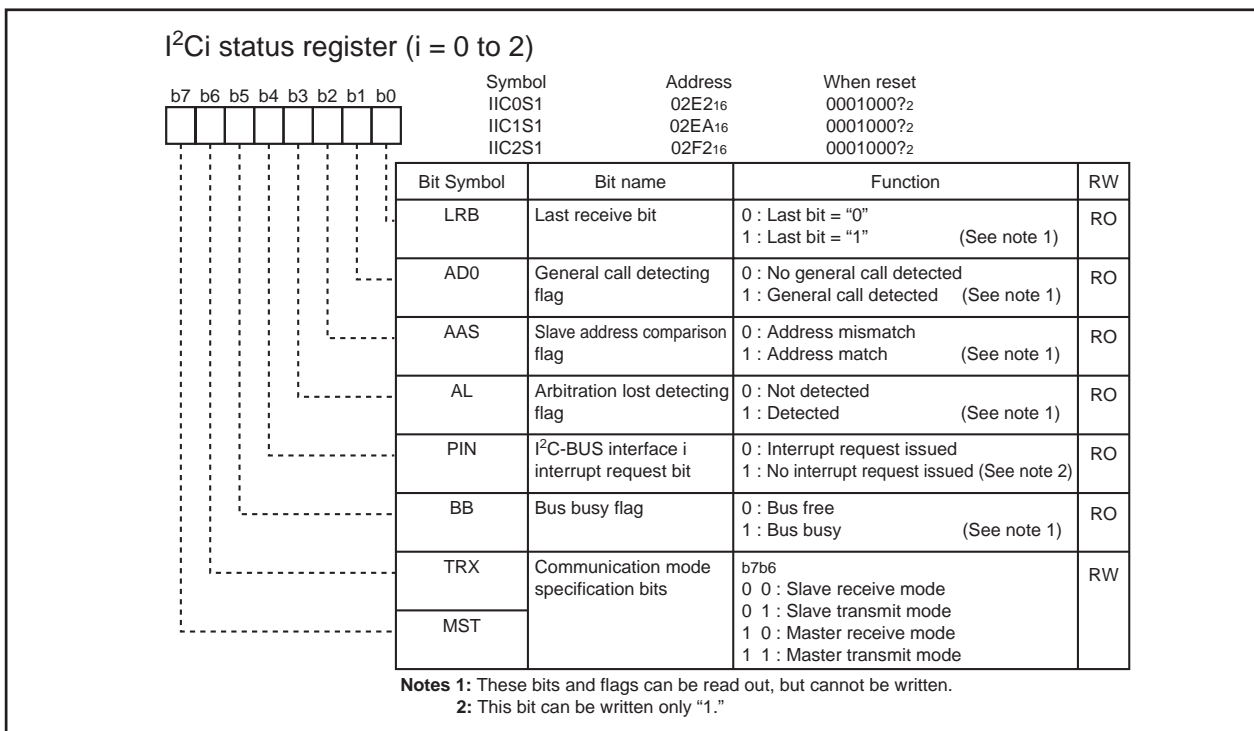 I²Ci status register (i = 0 to 2)
b7 b6 b5 b4 b3 b2 b1 b0
Symbol Address When reset
IIC0S1 02E2₁₆ 0001000?₂
IIC1S1 02EA₁₆ 0001000?₂
IIC2S1 02F2₁₆ 0001000?₂
Bit Symbol Bit name Function RW
LRB Last receive bit 0 : Last bit = “0” RO
1 : Last bit = “1” (See note 1)
AD0 General call detecting 0 : No general call detected RO
flag 1 : General call detected (See note 1)
AAS Slave address comparison 0 : Address mismatch RO
flag 1 : Address match (See note 1)
AL Arbitration lost detecting 0 : Not detected RO
flag 1 : Detected (See note 1)
PIN I²C-BUS interface i 0 : Interrupt request issued RO
interrupt request bit 1 : No interrupt request issued (See note 2)
BB Bus busy flag 0 : Bus free RO
1 : Bus busy (See note 1)
TRX Communication mode b7b6 RW
specification bits 0 0 : Slave receive mode
0 1 : Slave transmit mode
MST 1 0 : Master receive mode
1 1 : Master transmit mode
Notes 1: These bits and flags can be read out, but cannot be written.
2: This bit can be written only “1.”